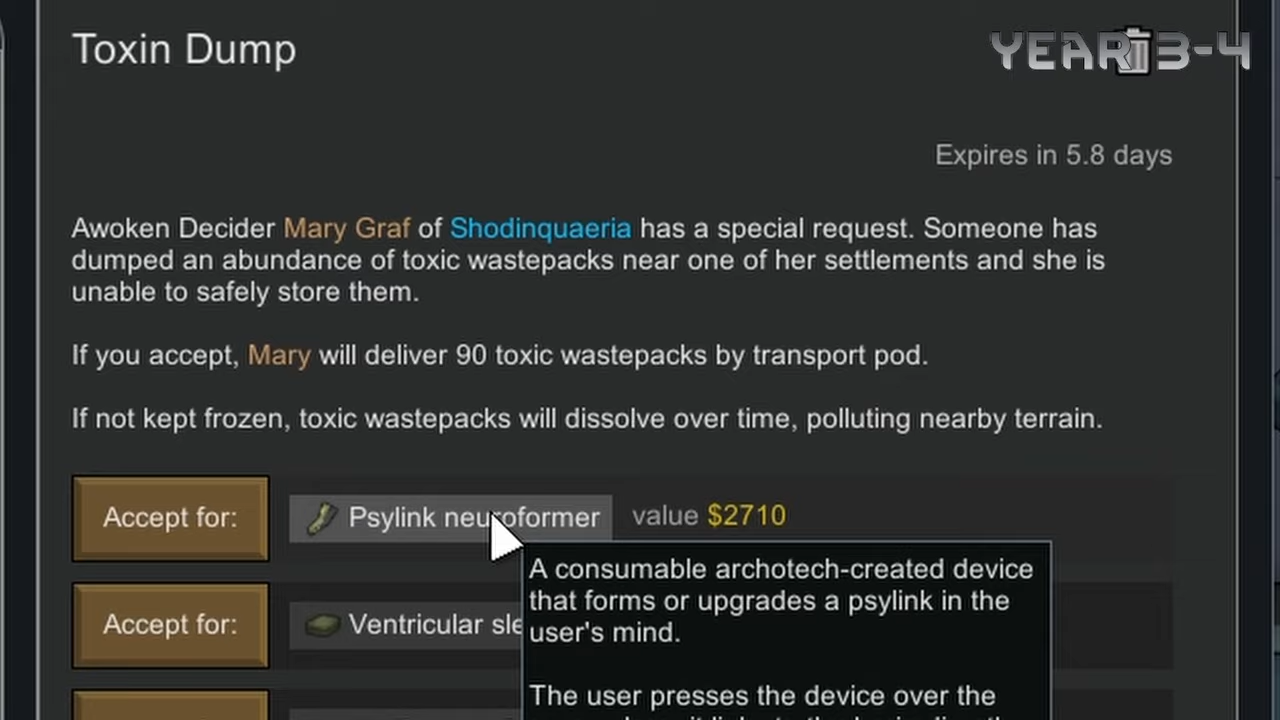 Toxin Dump
YEAR 3-4
Expires in 5.8 days
Awoken Decider Mary Graf of Shodinquaeria has a special request. Someone has
dumped an abundance of toxic wastepacks near one of her settlements and she is
unable to safely store them.
If you accept, Mary will deliver 90 toxic wastepacks by transport pod.
If not kept frozen, toxic wastepacks will dissolve over time, polluting nearby terrain.
Accept for: Psylink neuroformer value $2710
A consumable archotech-created device
that forms or upgrades a psylink in the
user's mind.
Accept for: Ventricular sle
The user presses the device over the